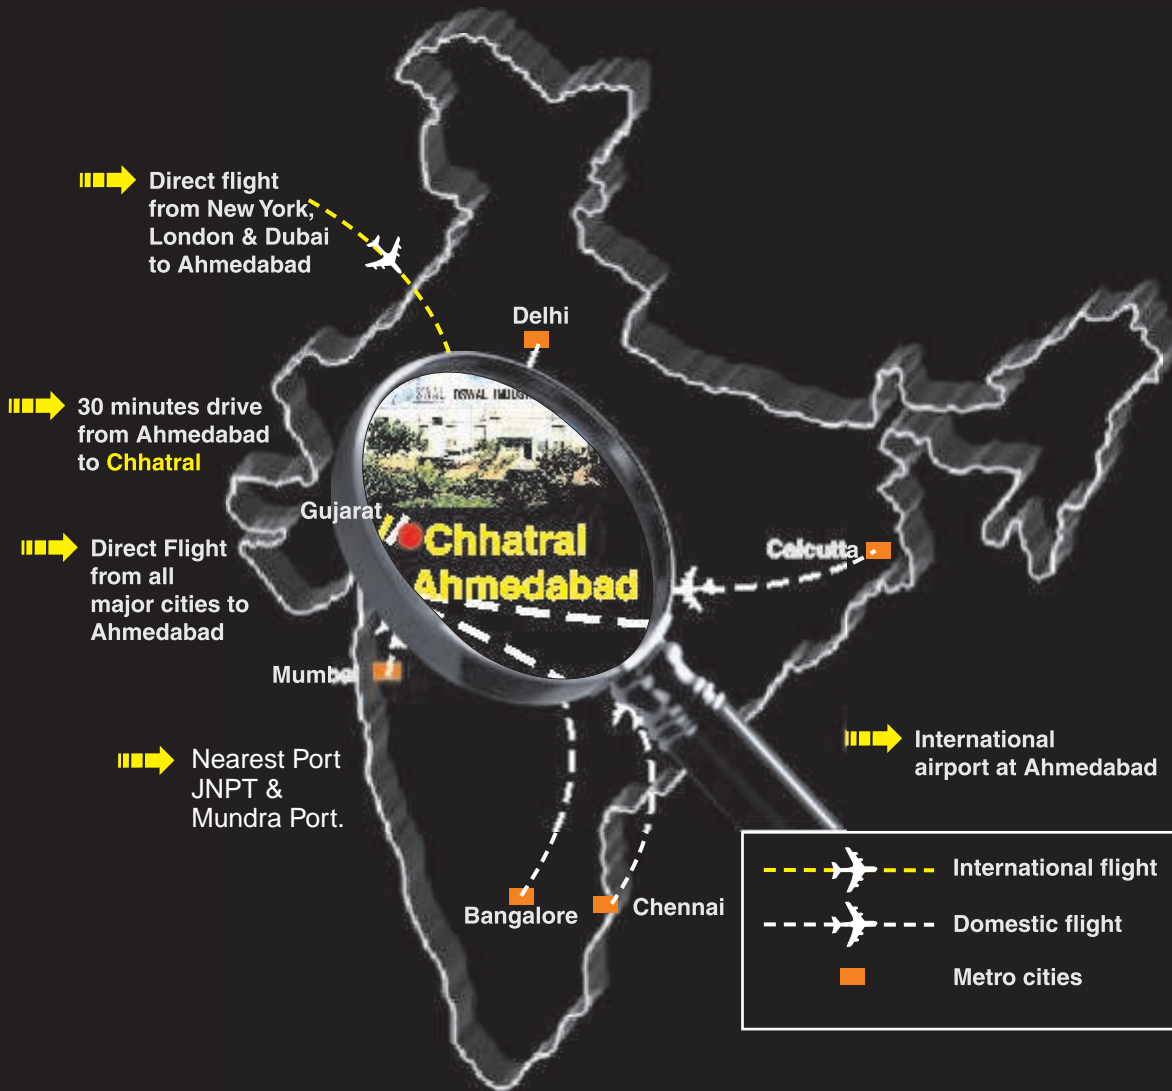 Direct flight
from New York,
London & Dubai
to Ahmedabad
Delhi
30 minutes drive
from Ahmedabad
to Chhatral
OSWAL
Gujarat
Chhatral
Ahmedabad
Direct Flight
from all
major cities to
Ahmedabad
Calcutta
Mumbai
Nearest Port
JNPT &
Mundra Port.
International
airport at Ahmedabad
Bangalore
Chennai
International flight
Domestic flight
Metro cities